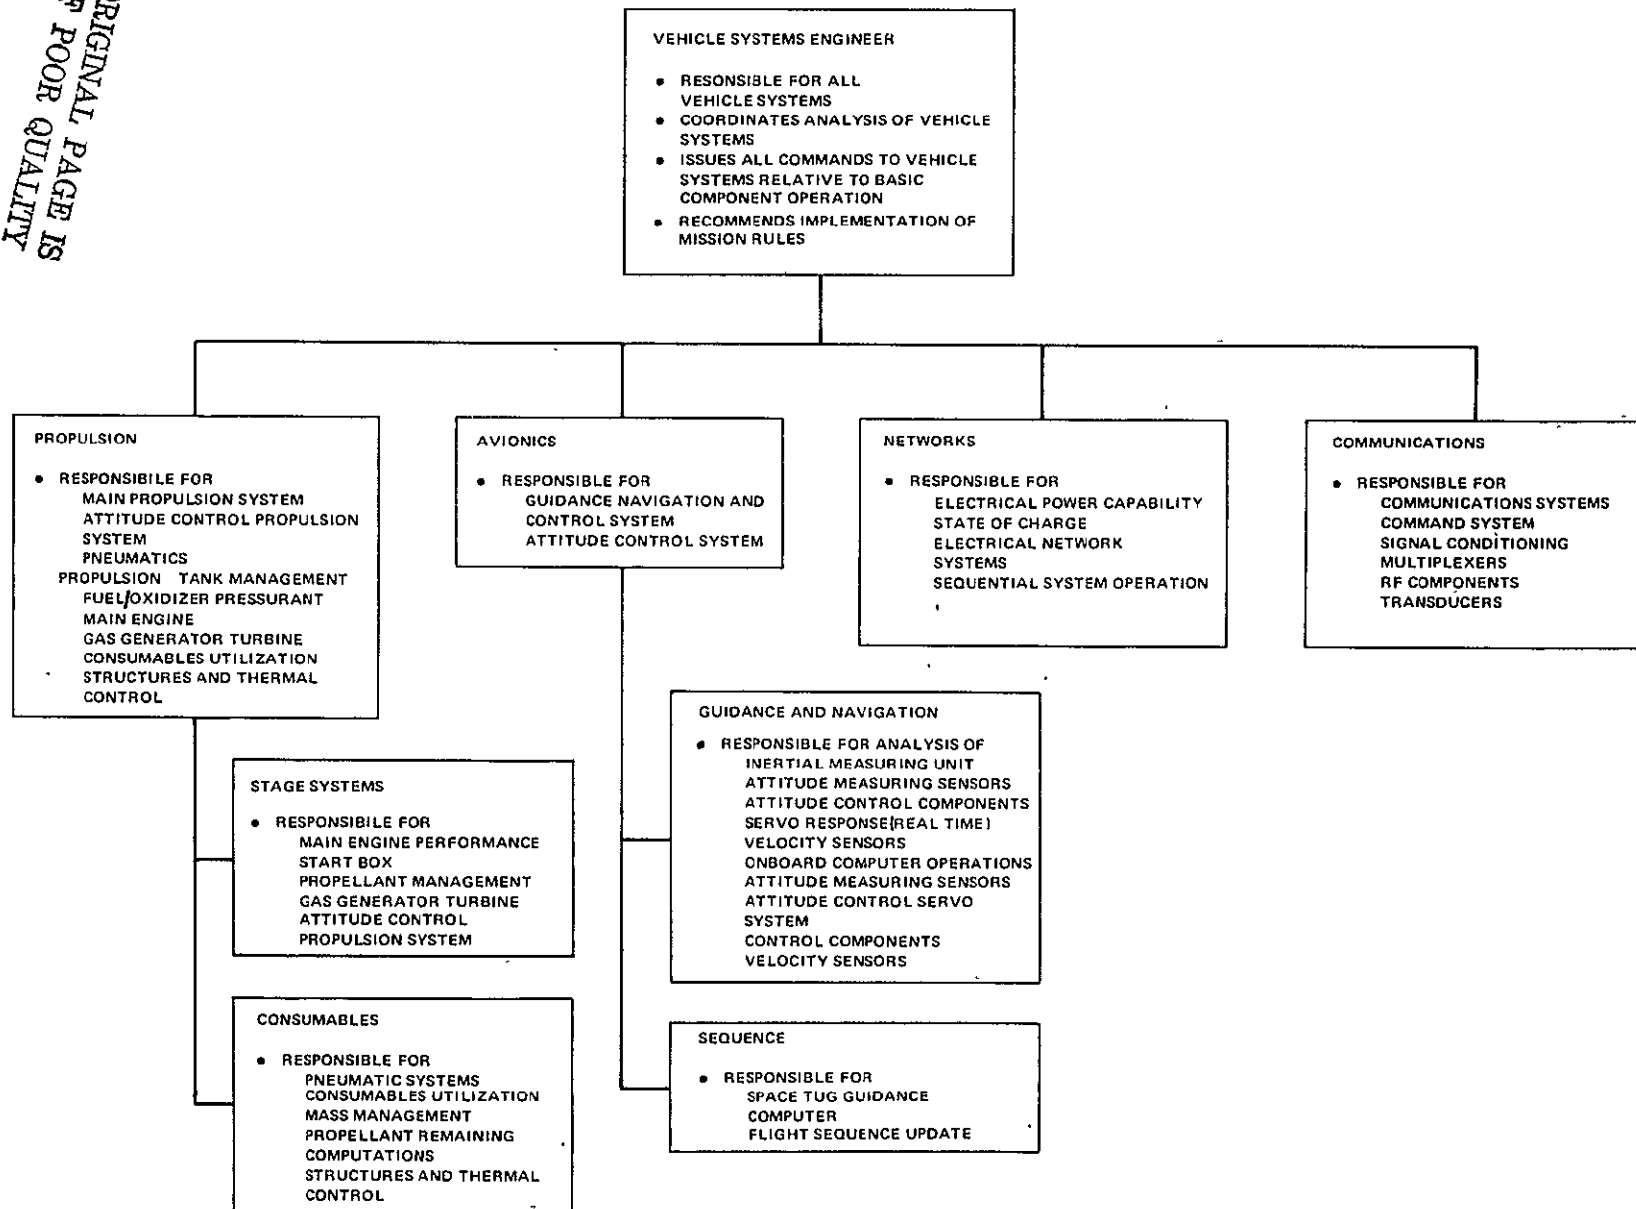 ORIGINAL PAGE IS
OF POOR QUALITY
VEHICLE SYSTEMS ENGINEER
• RESONSIBLE FOR ALL
VEHICLE SYSTEMS
• COORDINATES ANALYSIS OF VEHICLE
SYSTEMS
• ISSUES ALL COMMANDS TO VEHICLE
SYSTEMS RELATIVE TO BASIC
COMPONENT OPERATION
• RECOMMENDS IMPLEMENTATION OF
MISSION RULES
PROPULSION
• RESPONSIBILE FOR
MAIN PROPULSION SYSTEM
ATTITUDE CONTROL PROPULSION
SYSTEM
PNEUMATICS
PROPULSION TANK MANAGEMENT
FUEL/OXIDIZER PRESSURANT
MAIN ENGINE
GAS GENERATOR TURBINE
CONSUMABLES UTILIZATION
STRUCTURES AND THERMAL
CONTROL
AVIONICS
• RESPONSIBLE FOR
GUIDANCE NAVIGATION AND
CONTROL SYSTEM
ATTITUDE CONTROL SYSTEM
NETWORKS
• RESPONSIBLE FOR
ELECTRICAL POWER CAPABILITY
STATE OF CHARGE
ELECTRICAL NETWORK
SYSTEMS
SEQUENTIAL SYSTEM OPERATION
COMMUNICATIONS
• RESPONSIBLE FOR
COMMUNICATIONS SYSTEMS
COMMAND SYSTEM
SIGNAL CONDITIONING
MULTIPLEXERS
RF COMPONENTS
TRANSDUCERS
STAGE SYSTEMS
• RESPONSIBILE FOR
MAIN ENGINE PERFORMANCE
START BOX
PROPELLANT MANAGEMENT
GAS GENERATOR TURBINE
ATTITUDE CONTROL
PROPULSION SYSTEM
CONSUMABLES
• RESPONSIBLE FOR
PNEUMATIC SYSTEMS
CONSUMABLES UTILIZATION
MASS MANAGEMENT
PROPELLANT REMAINING
COMPUTATIONS
STRUCTURES AND THERMAL
CONTROL
GUIDANCE AND NAVIGATION
• RESPONSIBLE FOR ANALYSIS OF
INERTIAL MEASURING UNIT
ATTITUDE MEASURING SENSORS
ATTITUDE CONTROL COMPONENTS
SERVO RESPONSE(REAL TIME)
VELOCITY SENSORS
ONBOARD COMPUTER OPERATIONS
ATTITUDE MEASURING SENSORS
ATTITUDE CONTROL SERVO
SYSTEM
CONTROL COMPONENTS
VELOCITY SENSORS
SEQUENCE
• RESPONSIBLE FOR
SPACE TUG GUIDANCE
COMPUTER
FLIGHT SEQUENCE UPDATE